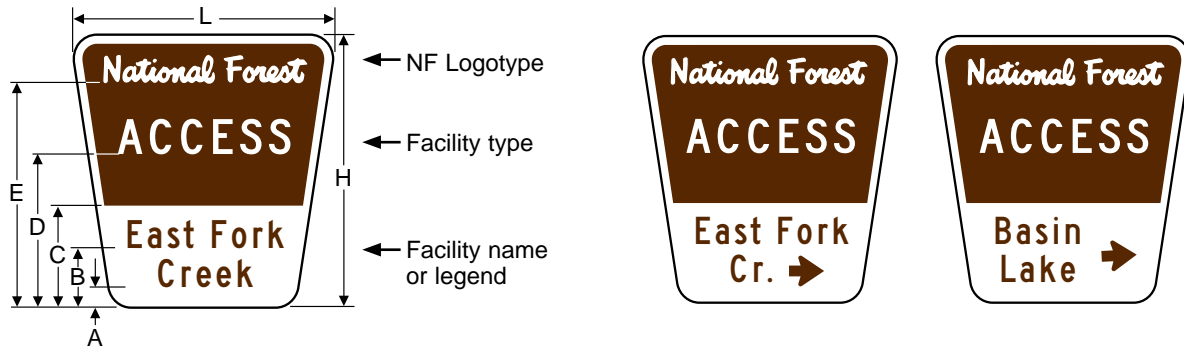 L
National Forest
ACCESS
East Fork
Creek
E
D
C
B
A
H
NF Logotype
Facility type
Facility name
or legend
National Forest
ACCESS
East Fork
Cr.
National Forest
ACCESS
Basin
Lake